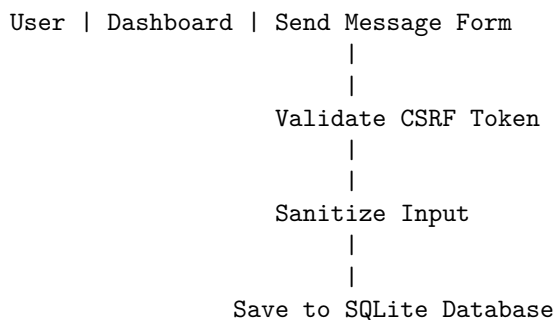 User | Dashboard | Send Message Form
|
|
Validate CSRF Token
|
|
Sanitize Input
|
|
Save to SQLite Database